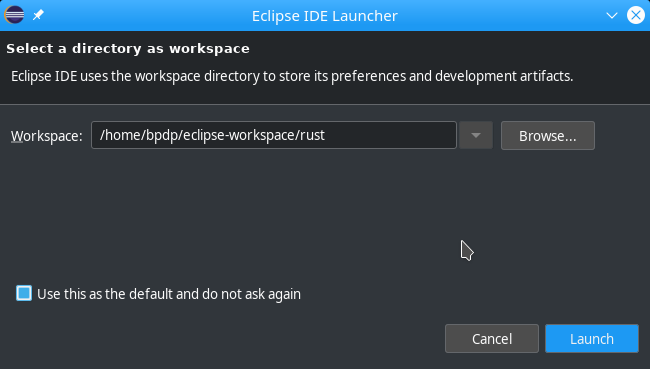 Eclipse IDE Launcher
Select a directory as workspace
Eclipse IDE uses the workspace directory to store its preferences and development artifacts.
Workspace: /home/bpdp/eclipse-workspace/rust Browse...
Use this as the default and do not ask again
Cancel Launch